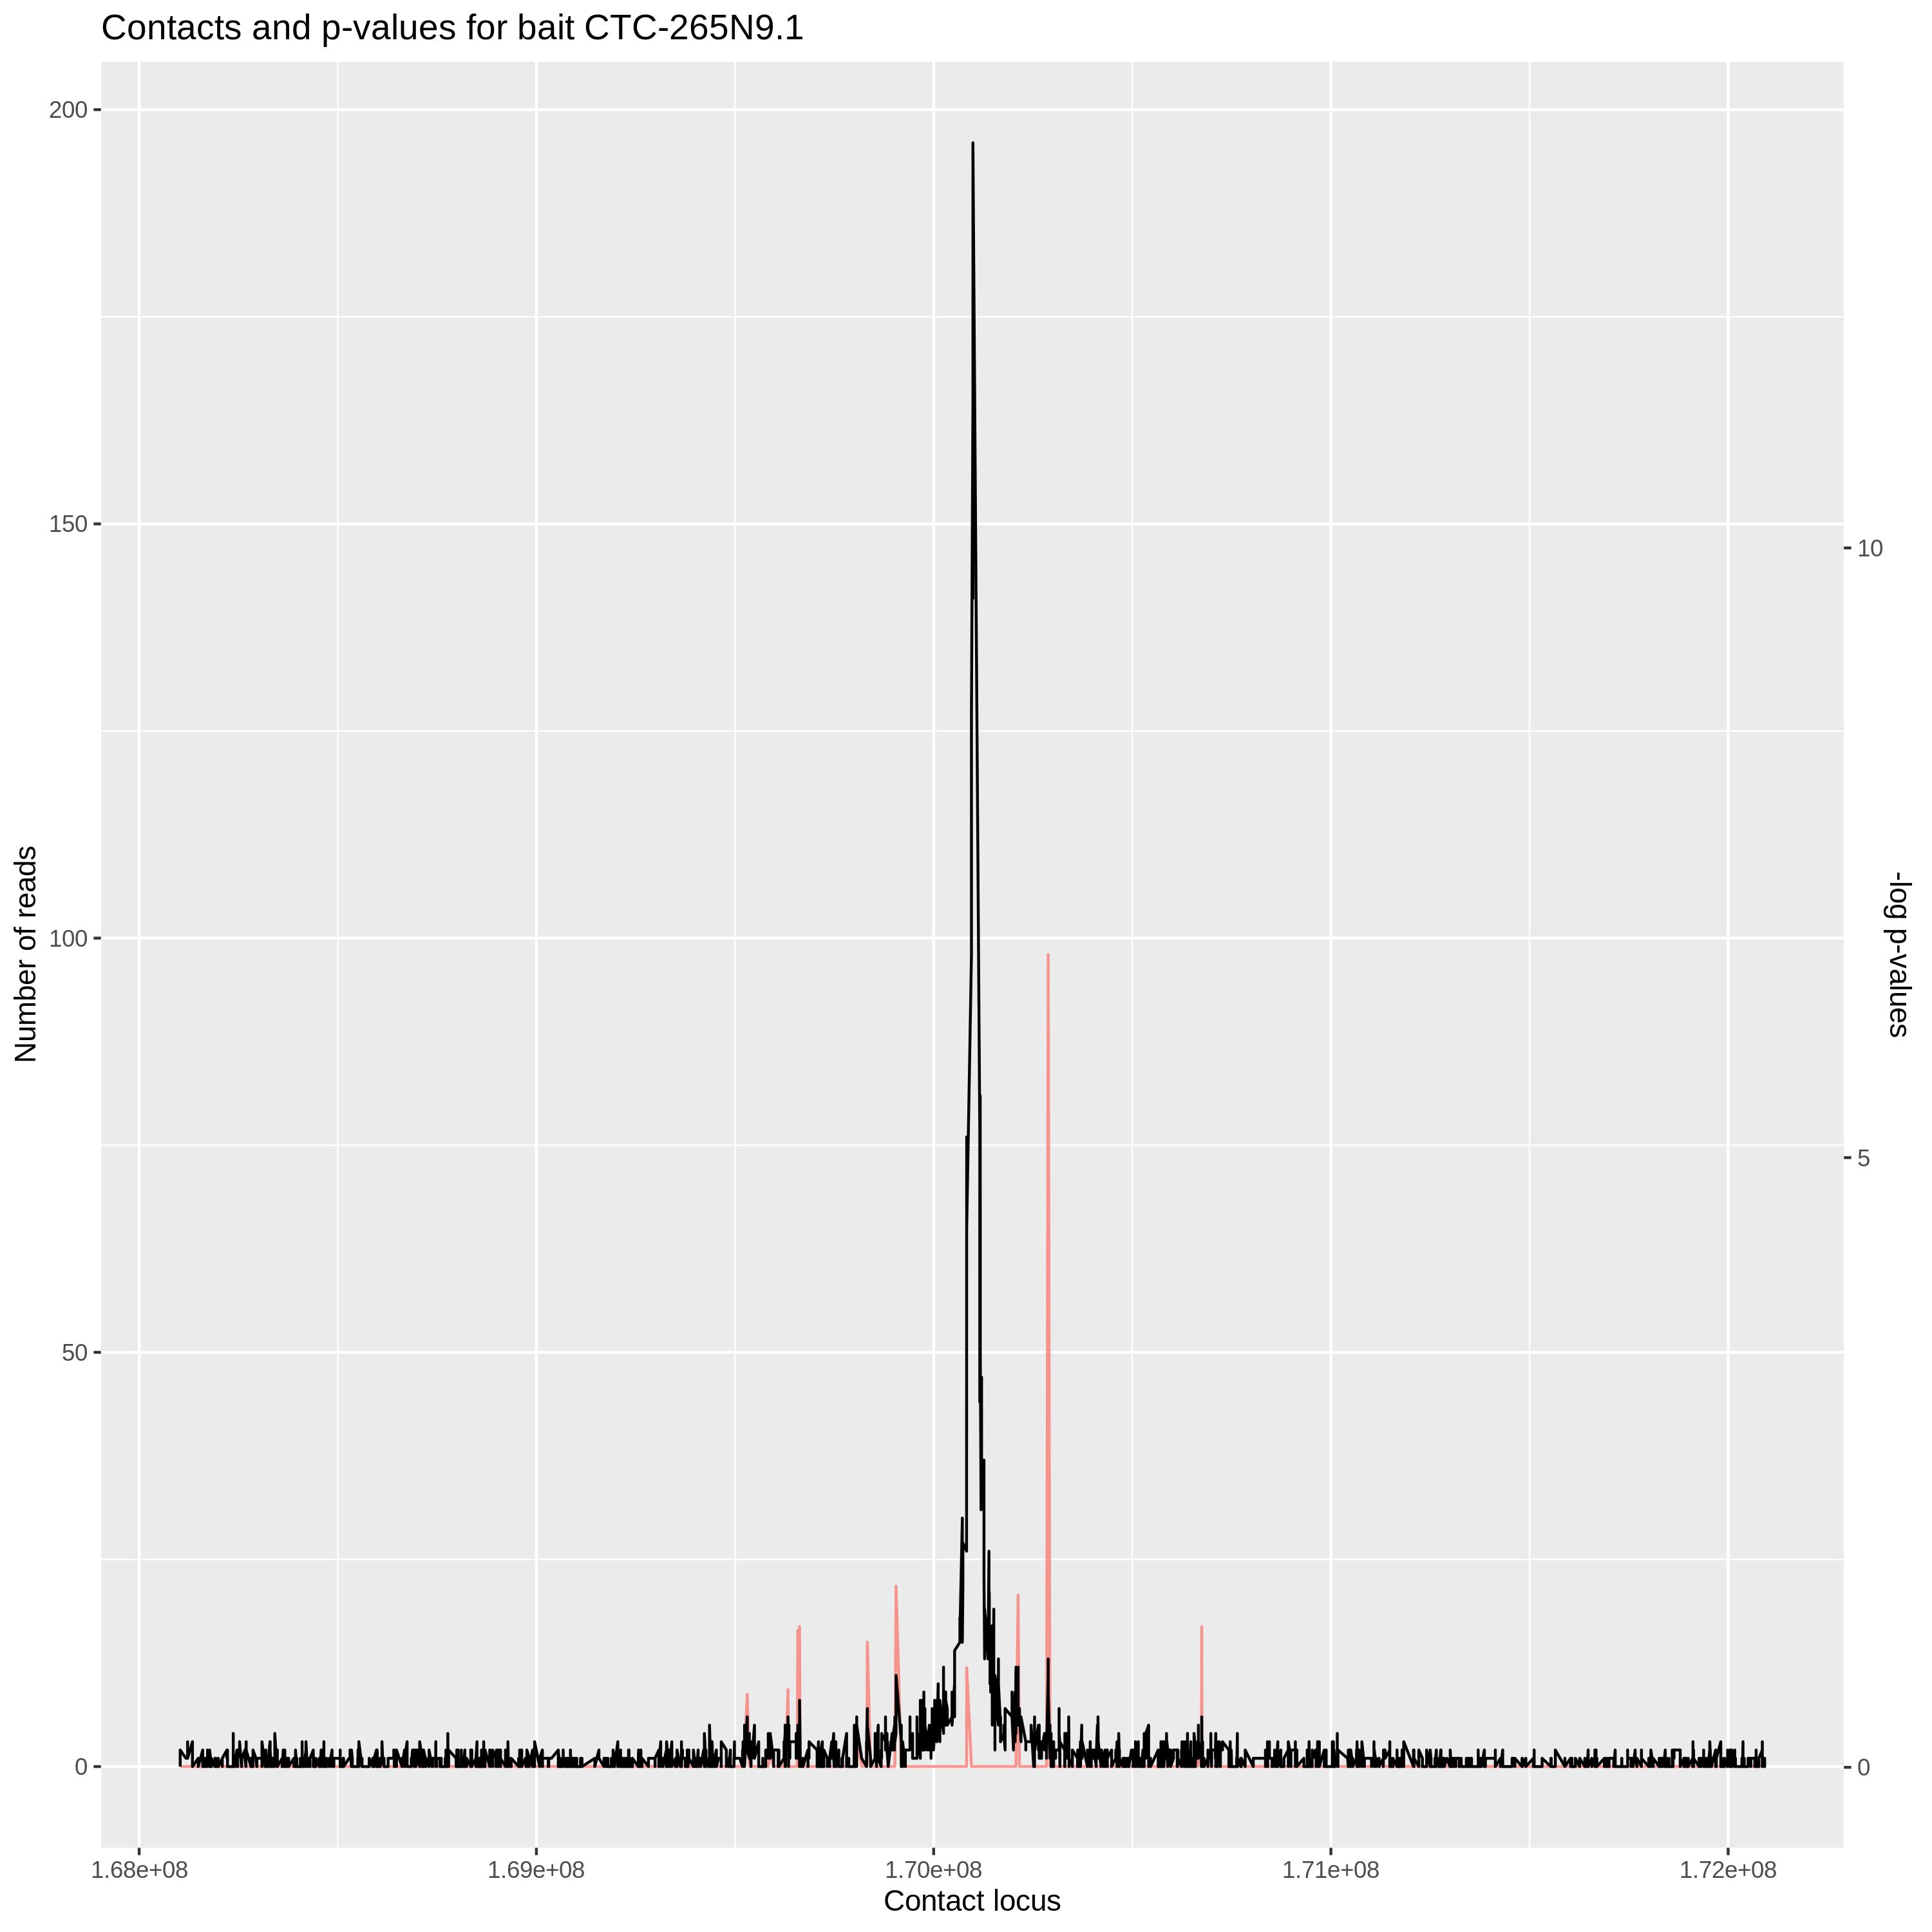 Contacts and p-values for bait CTC-265N9.1
200
150
100
50
0
Number of reads
10
5
0
-log p-values
1.68e+08
1.69e+08
1.70e+08
1.71e+08
1.72e+08
Contact locus